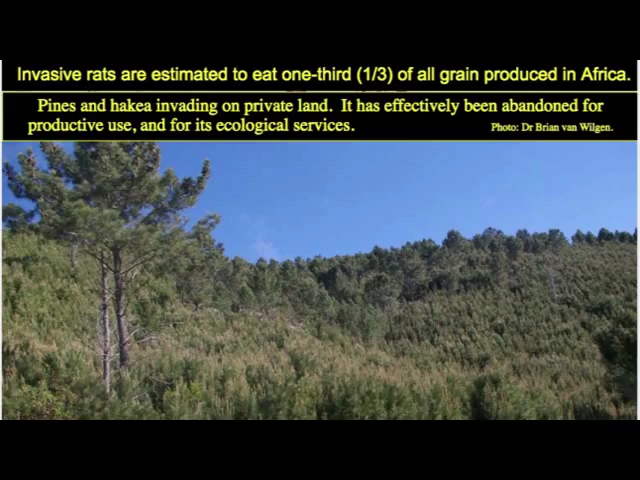 Invasive rats are estimated to eat one-third (1/3) of all grain produced in Africa.
Pines and hakea invading on private land. It has effectively been abandoned for
productive use, and for its ecological services.
Photo: Dr Brian van Wilgen.